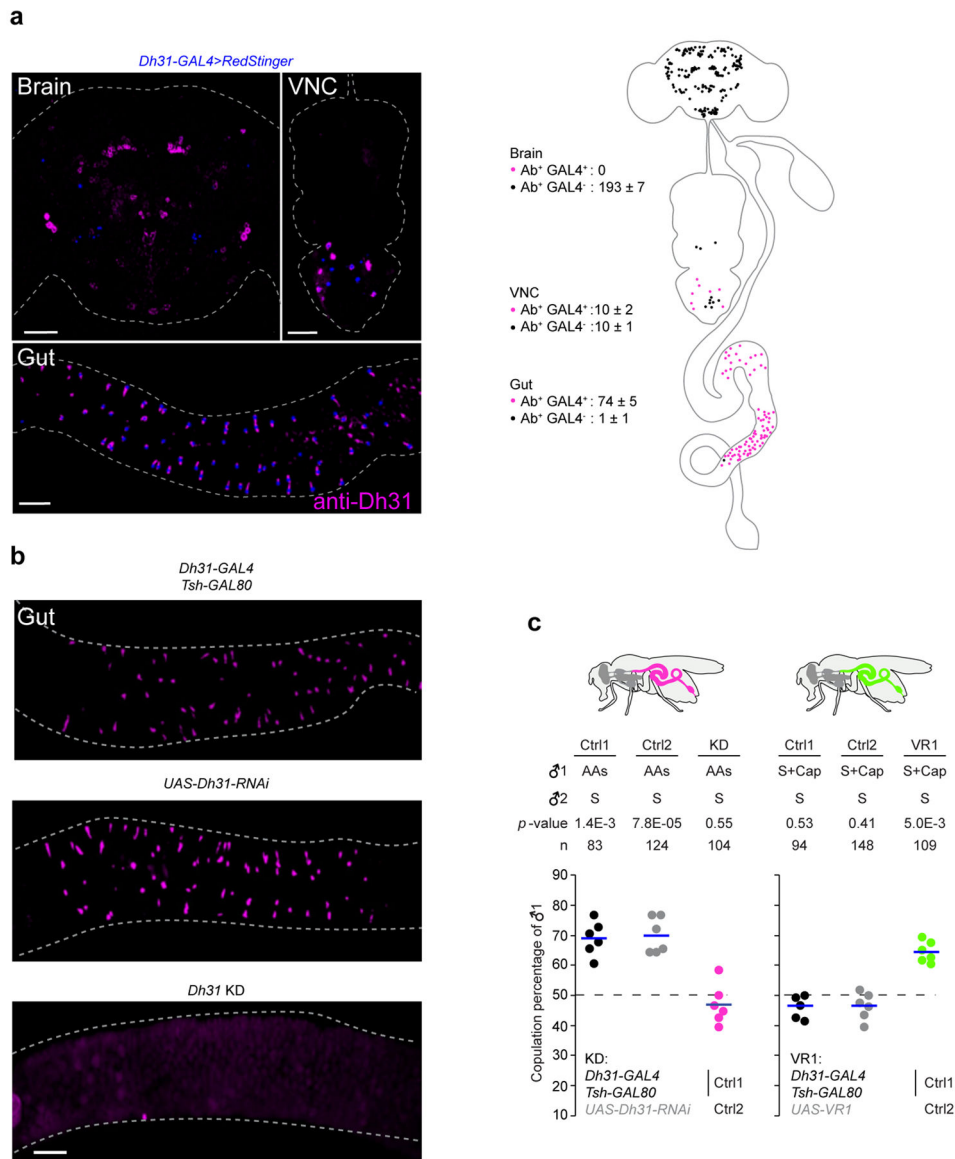 a
Dh31-GAL4>RedStinger
Brain
VNC
Gut
anti-Dh31
Brain
Ab⁺ GAL4⁺ : 0
Ab⁺ GAL4⁻ : 193 ± 7
VNC
Ab⁺ GAL4⁺ : 10 ± 2
Ab⁺ GAL4⁻ : 10 ± 1
Gut
Ab⁺ GAL4⁺ : 74 ± 5
Ab⁺ GAL4⁻ : 1 ± 1
b
Dh31-GAL4
Tsh-GAL80
Gut
UAS-Dh31-RNAi
Dh31 KD
c
Ctrl1 Ctrl2 KD Ctrl1 Ctrl2 VR1
♂1 AAs AAs AAs S+Cap S+Cap S+Cap
♂2 S S S S S S
p-value 1.4E-3 7.8E-05 0.55 0.53 0.41 5.0E-3
n 83 124 104 94 148 109
Copulation percentage of ♂1
90
80
70
60
50
40
30
20
10
KD:
Dh31-GAL4
Tsh-GAL80
UAS-Dh31-RNAi
Ctrl1
Ctrl2
VR1:
Dh31-GAL4
Tsh-GAL80
UAS-VR1
Ctrl1
Ctrl2